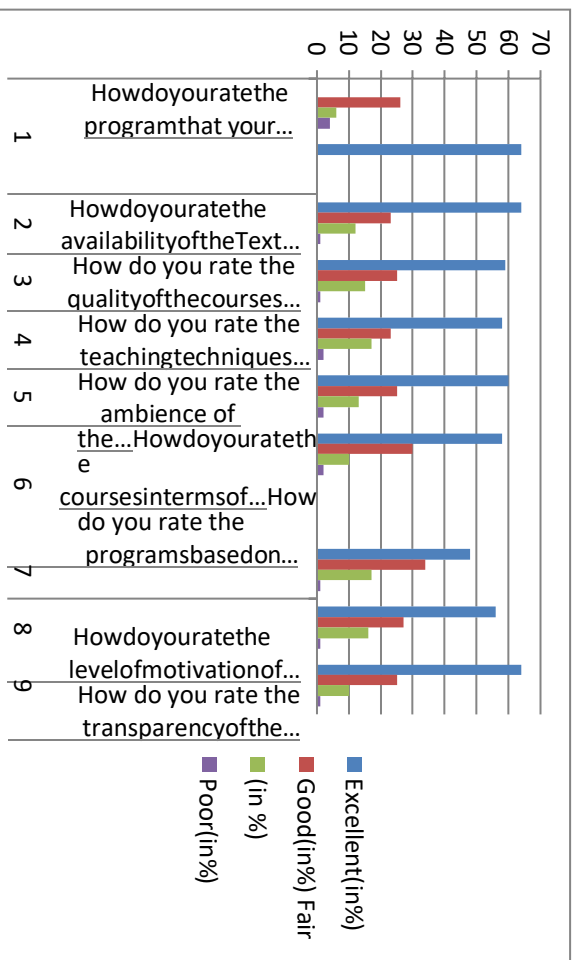 0 10 20 30 40 50 60 70
1
Howdoyouratethe
programthat your...
2
Howdoyouratethe
availabilityoftheText...
3
How do you rate the
qualityofthecourses...
4
How do you rate the
teachingtechniques...
5
How do you rate the
ambience of
the...Howdoyourateth
e
6
coursesintermsof...How
do you rate the
programsbasedon...
7
8
Howdoyouratethe
levelofmotivationof...
9
How do you rate the
transparencyofthe...
Excellent(in%)
Good(in%) Fair
(in %)
Poor(in%)